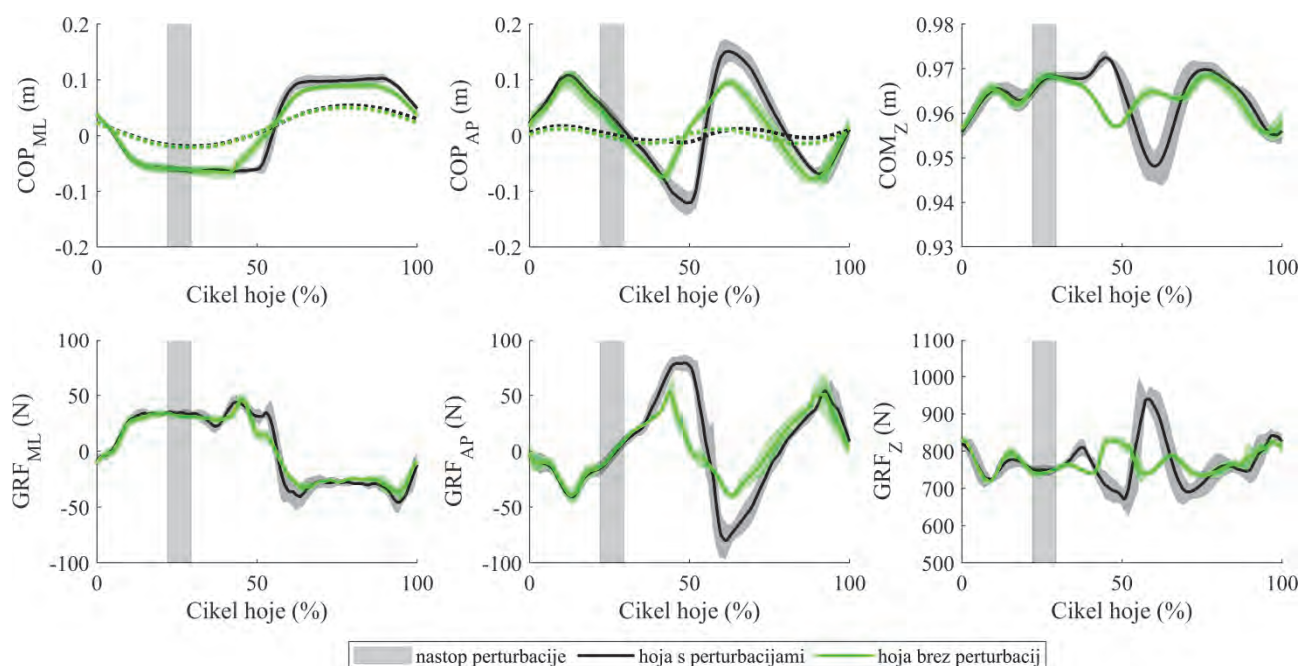 0.2
0.1
0
-0.1
-0.2
COP_ML (m)
0 50 100
Cikel hoje (%)
0.2
0.1
0
-0.1
-0.2
COP_AP (m)
0 50 100
Cikel hoje (%)
0.98
0.97
0.96
0.95
0.94
0.93
COM_Z (m)
0 50 100
Cikel hoje (%)
100
50
0
-50
-100
GRF_ML (N)
0 50 100
Cikel hoje (%)
100
50
0
-50
-100
GRF_AP (N)
0 50 100
Cikel hoje (%)
1100
1000
900
800
700
600
500
GRF_Z (N)
0 50 100
Cikel hoje (%)
nastop perturbacije hoja s perturbacijami hoja brez perturbacij